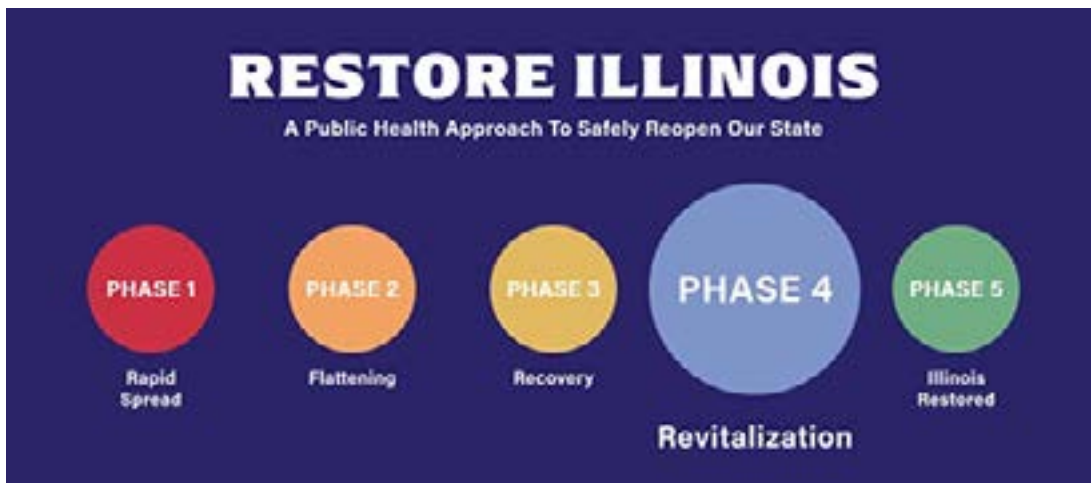 RESTORE ILLINOIS
A Public Health Approach To Safely Reopen Our State
PHASE 1
PHASE 2
PHASE 3
PHASE 4
PHASE 5
Rapid
Spread
Flattening
Recovery
Revitalization
Illinois
Restored